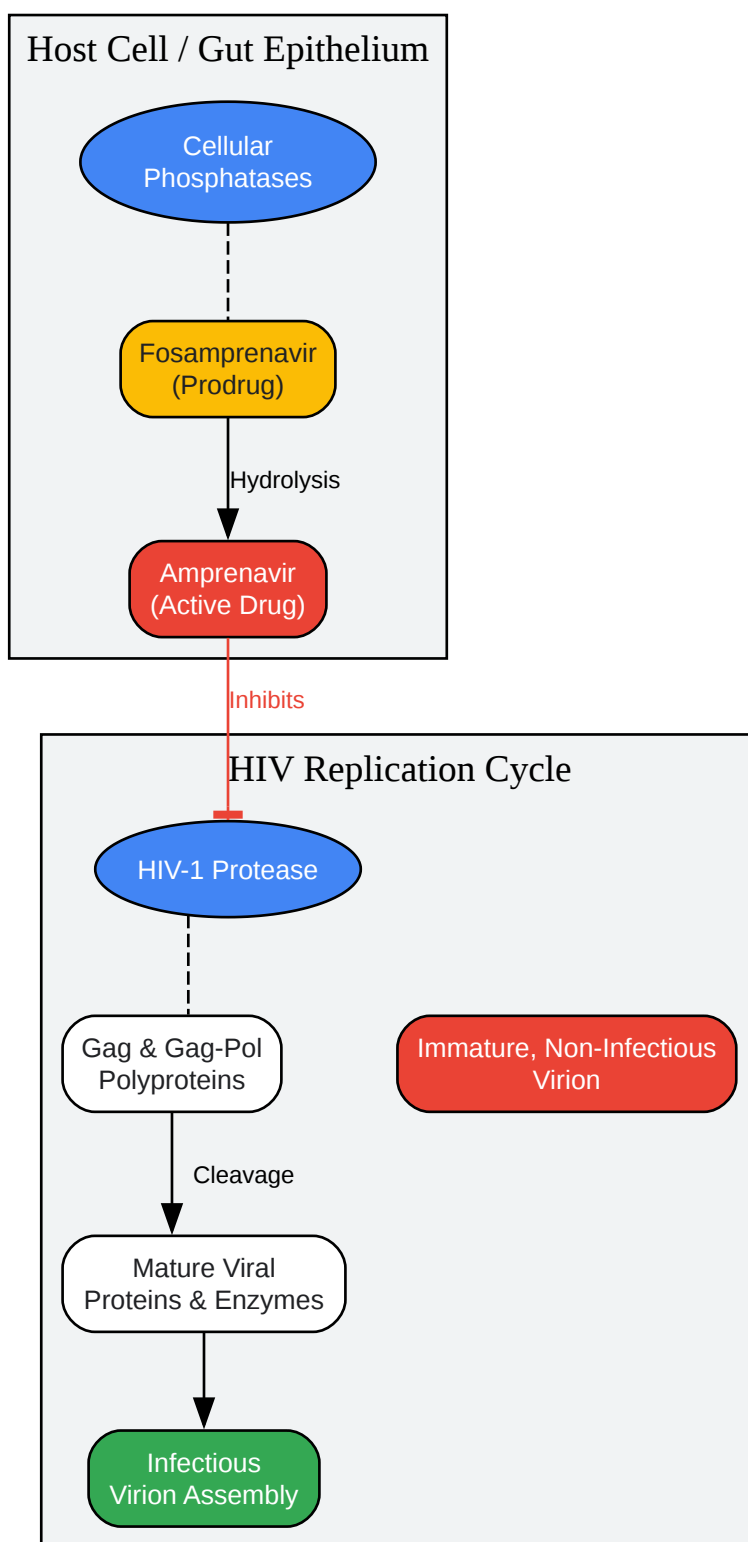 Host Cell / Gut Epithelium
Cellular
Phosphatases
Fosamprenavir
(Prodrug)
Hydrolysis
Amprenavir
(Active Drug)
Inhibits
HIV Replication Cycle
HIV-1 Protease
Gag & Gag-Pol
Polyproteins
Immature, Non-Infectious
Virion
Cleavage
Mature Viral
Proteins & Enzymes
Infectious
Virion Assembly